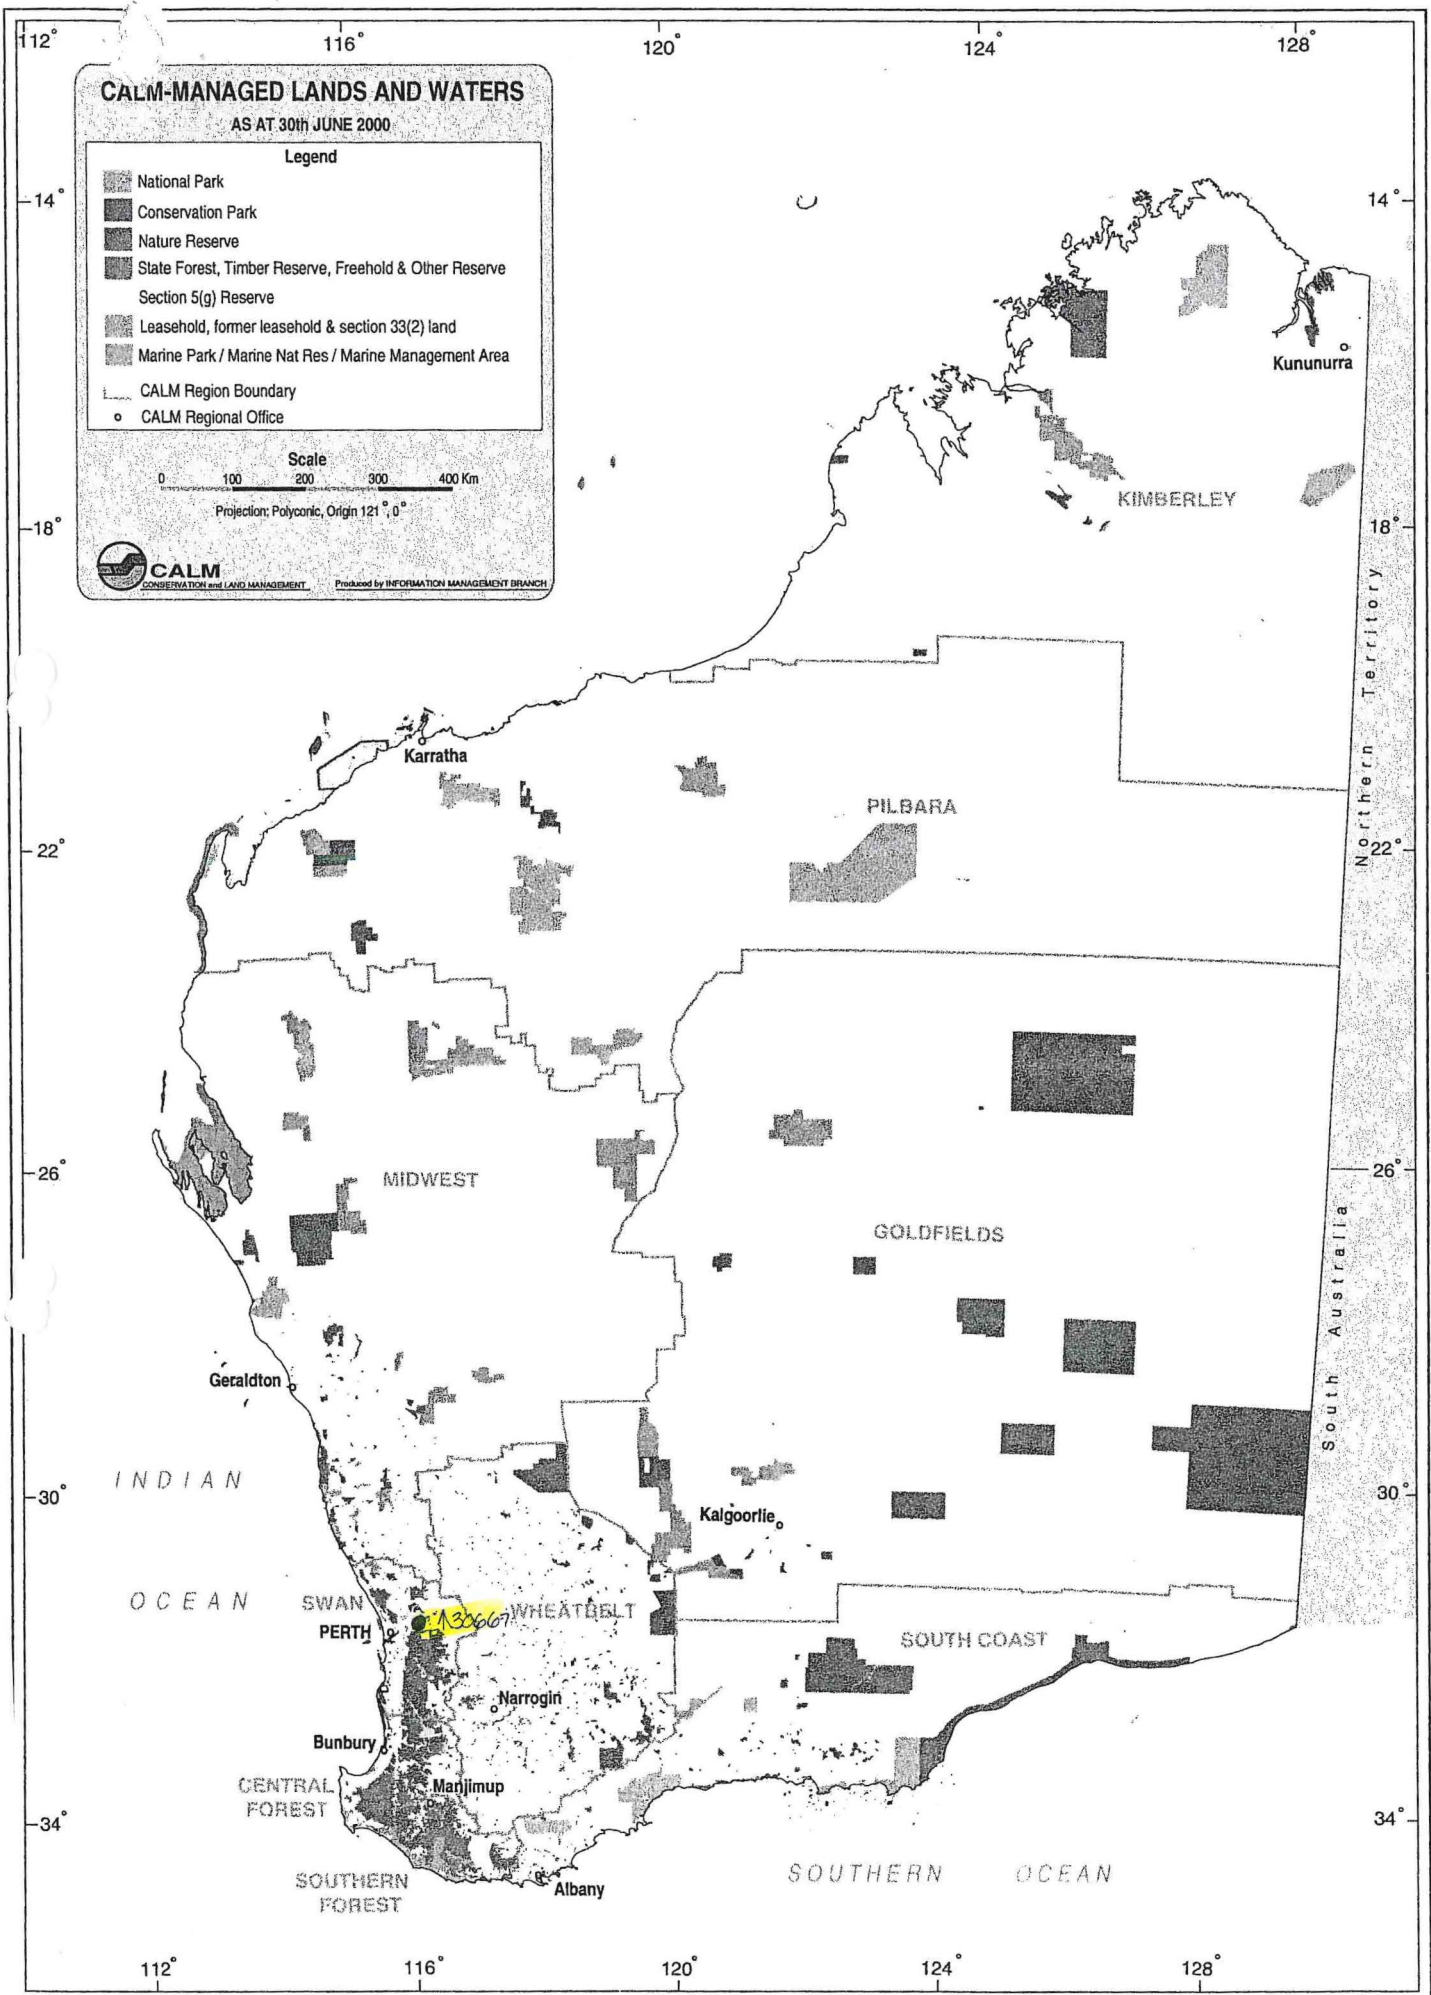 112° 116° 120° 124° 128°
CALM-MANAGED LANDS AND WATERS
AS AT 30th JUNE 2000
Legend
National Park
Conservation Park
Nature Reserve
State Forest, Timber Reserve, Freehold & Other Reserve
Section 5(g) Reserve
Leasehold, former leasehold & section 33(2) land
Marine Park / Marine Nat Res / Marine Management Area
CALM Region Boundary
CALM Regional Office
Scale
0 100 200 300 400 Km
Projection: Polyconic, Origin 121°, 0°
CALM
CONSERVATION and LAND MANAGEMENT
Produced by INFORMATION MANAGEMENT BRANCH
14° 14°
Kununurra
KIMBERLEY
18° 18°
Northern Territory
Karratha
PILBARA
22° 22°
MIDWEST
26° 26°
GOLDFIELDS
South Australia
Geraldton
INDIAN
OCEAN
30° 30°
Kalgoorlie
SWAN
PERTH
↑30667
WHEATBELT
SOUTH COAST
Narrogin
Bunbury
CENTRAL
FOREST
Manjimup
34° 34°
SOUTHERN
FOREST
Albany
SOUTHERN OCEAN
112° 116° 120° 124° 128°